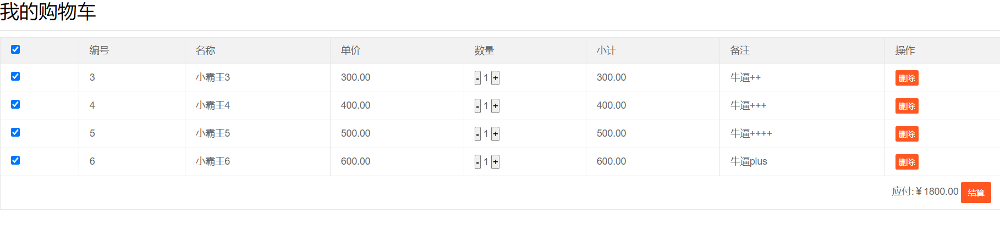 我的购物车
编号 名称 单价 数量 小计 备注 操作
3 小霸王3 300.00 - 1 + 300.00 牛逼++ 删除
4 小霸王4 400.00 - 1 + 400.00 牛逼+++ 删除
5 小霸王5 500.00 - 1 + 500.00 牛逼++++ 删除
6 小霸王6 600.00 - 1 + 600.00 牛逼plus 删除
应付: ¥ 1800.00 结算